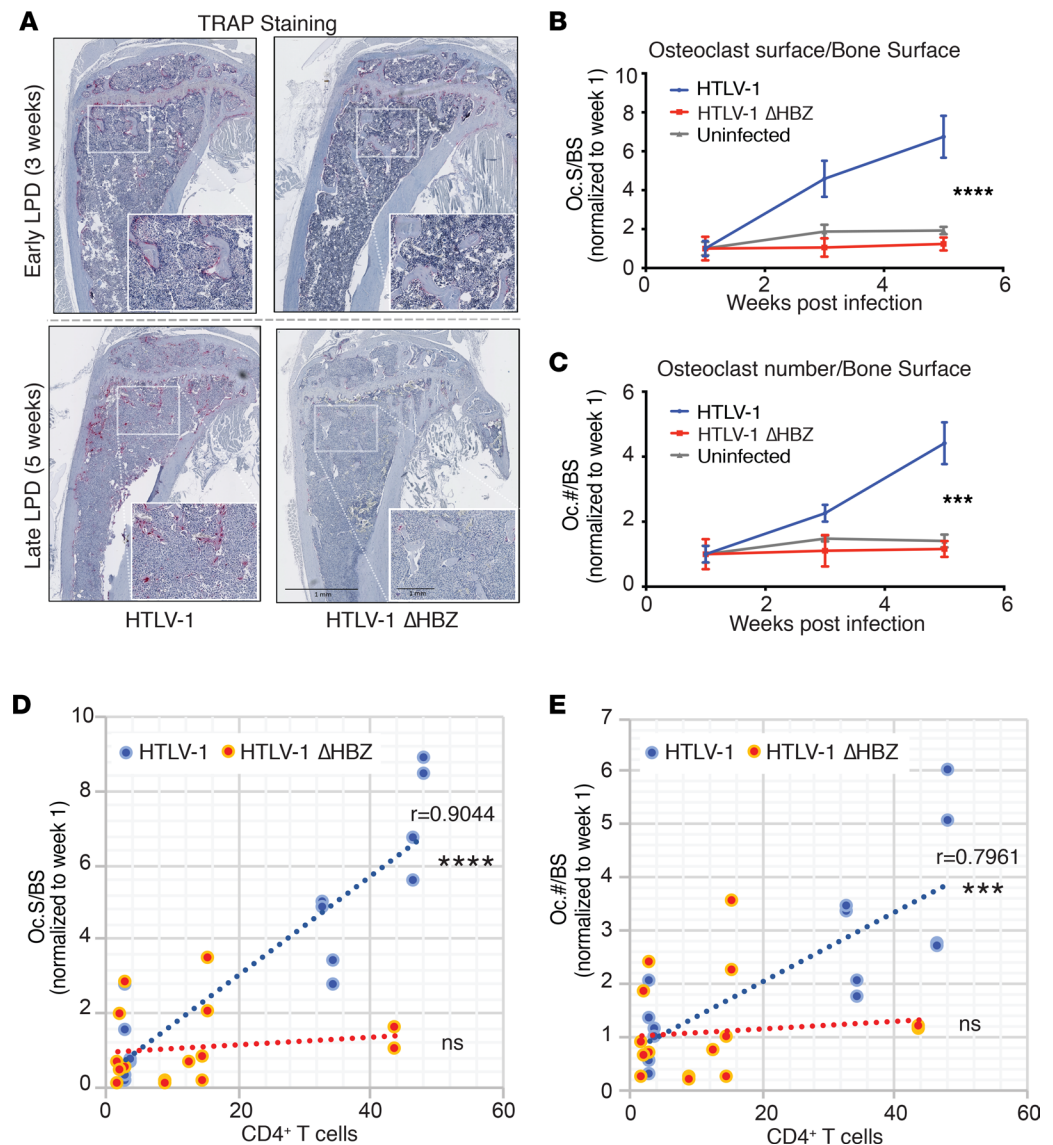 A
TRAP Staining
Early LPD (3 weeks)
Late LPD (5 weeks)
1 mm
1 mm
HTLV-1
HTLV-1 ΔHBZ
B
Osteoclast surface/Bone Surface
Oc.S/BS
(normalized to week 1)
10
8
6
4
2
0
HTLV-1
HTLV-1 ΔHBZ
Uninfected
****
0
2
4
6
Weeks post infection
C
Osteoclast number/Bone Surface
Oc.#/BS
(normalized to week 1)
6
4
2
0
HTLV-1
HTLV-1 ΔHBZ
Uninfected
***
0
2
4
6
Weeks post infection
D
Oc.S/BS
(normalized to week 1)
10
8
6
4
2
0
HTLV-1
HTLV-1 ΔHBZ
r=0.9044
****
ns
0
20
40
60
CD4⁺ T cells
E
Oc.#/BS
(normalized to week 1)
7
6
5
4
3
2
1
0
HTLV-1
HTLV-1 ΔHBZ
r=0.7961
***
ns
0
20
40
60
CD4⁺ T cells